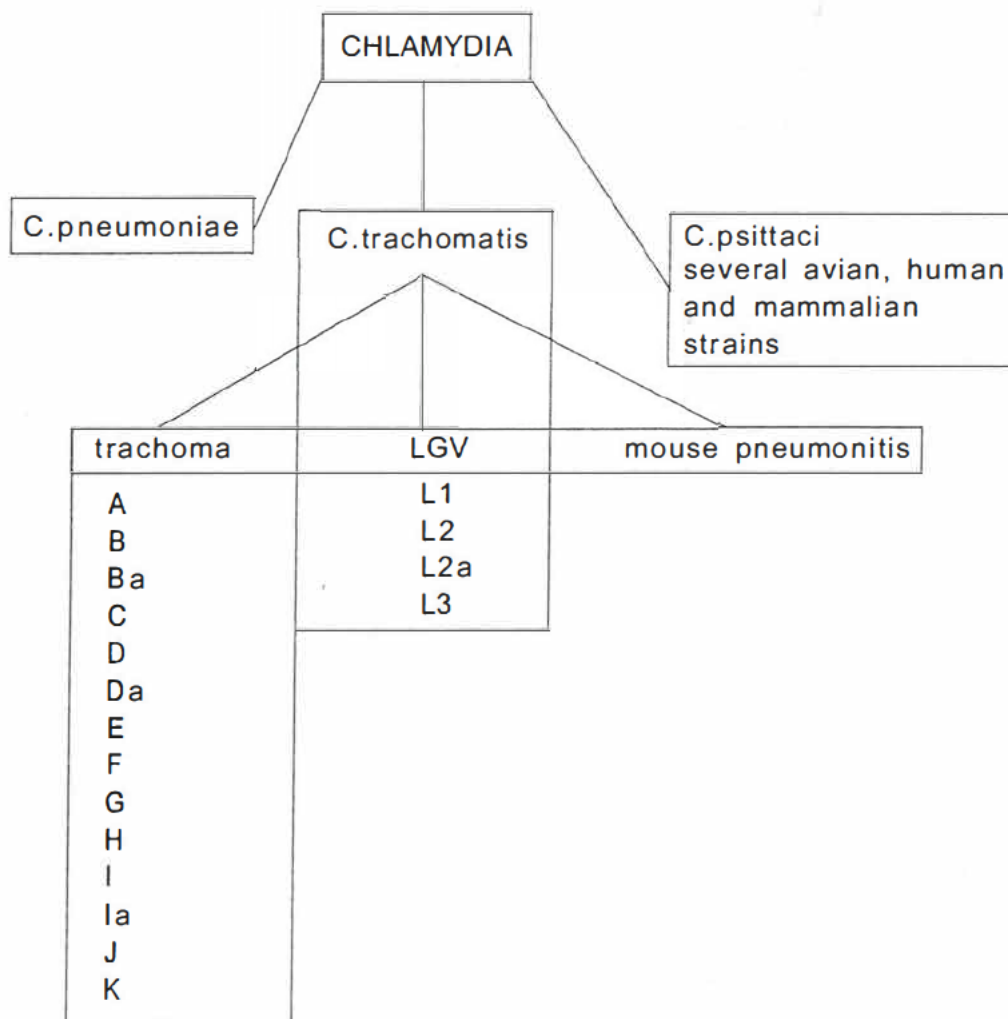 CHLAMYDIA
C.pneumoniae
C.trachomatis
C.psittaci
several avian, human
and mammalian
strains
trachoma LGV mouse pneumonitis
A
B
Ba
C
D
Da
E
F
G
H
I
Ia
J
K
L1
L2
L2a
L3